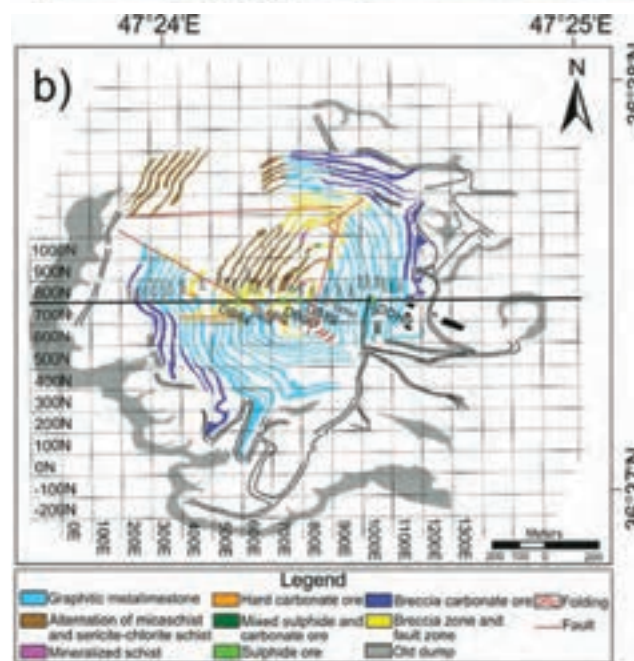 47°24'E 47°25'E
b)
N
1000N
900N
800N
700N
600N
500N
400N
300N
200N
100N
0N
-100N
-200N
0E 100E 200E 300E 400E 500E 600E 700E 800E 900E 1000E 1100E 1200E 1300E
Meters
Legend
Graphitic metalimestone Hard carbonate ore Breccia carbonate ore Folding
Alternation of micaschist and sericite-chlorite schist Mixed sulphide and carbonate ore Breccia zone and fault zone Fault
Mineralized schist Sulphide ore Old dump